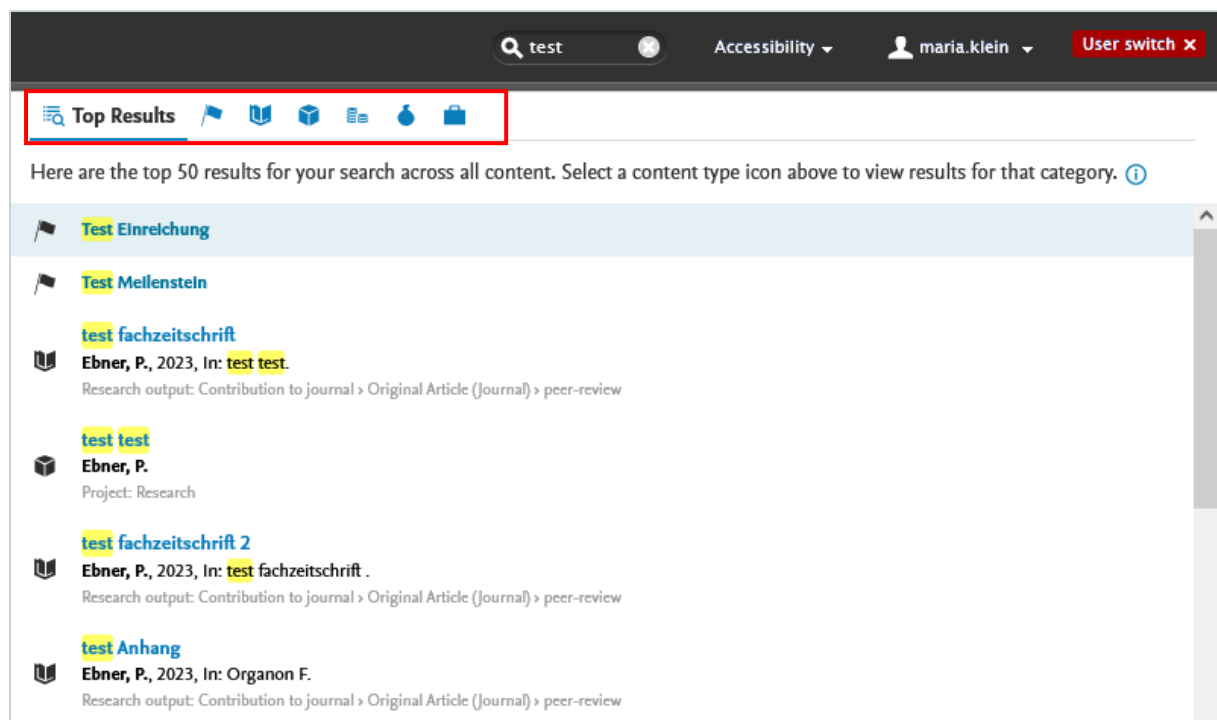 test Accessibility maria.klein User switch ×
Top Results
Here are the top 50 results for your search across all content. Select a content type icon above to view results for that category.
Test Einreichung
Test Meilenstein
test fachzeitschrift
Ebner, P., 2023, In: test test.
Research output: Contribution to journal › Original Article (Journal) › peer-review
test test
Ebner, P.
Project: Research
test fachzeitschrift 2
Ebner, P., 2023, In: test fachzeitschrift .
Research output: Contribution to journal › Original Article (Journal) › peer-review
test Anhang
Ebner, P., 2023, In: Organon F.
Research output: Contribution to journal › Original Article (Journal) › peer-review